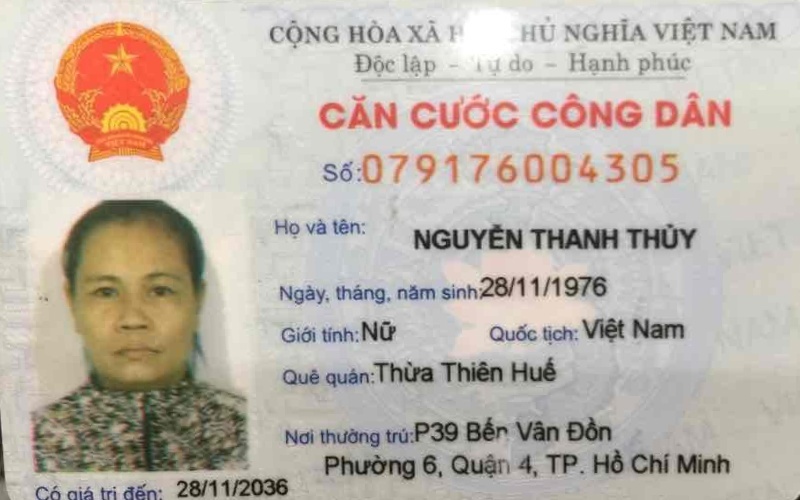 CỘNG HÒA XÃ HỦ NGHĨA VIỆT NAM
Độc lập - Tự do - Hạnh phúc
CĂN CƯỚC CÔNG DÂN
Số:079176004305
Họ và tên: NGUYỄN THANH THỦY
Ngày, tháng, năm sinh:28/11/1976
Giới tính:Nữ Quốc tịch: Việt Nam
Quê quán:Thừa Thiên Huế
Nơi thường trú:P39 Bến Vân Đồn
Phường 6, Quận 4, TP. Hồ Chí Minh
Có giá trị đến: 28/11/2036